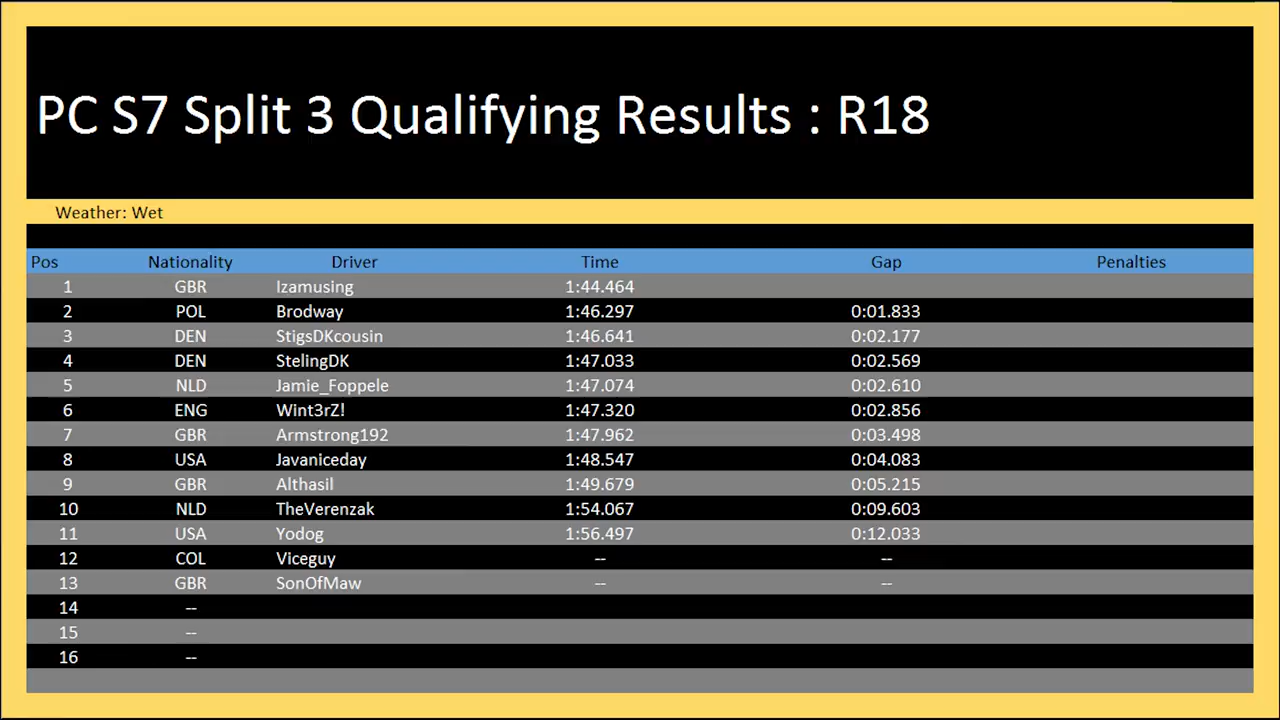 PC S7 Split 3 Qualifying Results : R18
Weather: Wet
Pos Nationality Driver Time Gap Penalties
1 GBR Izamusing 1:44.464
2 POL Brodway 1:46.297 0:01.833
3 DEN StigsDKcousin 1:46.641 0:02.177
4 DEN StelingDK 1:47.033 0:02.569
5 NLD Jamie_Foppele 1:47.074 0:02.610
6 ENG Wint3rZ! 1:47.320 0:02.856
7 GBR Armstrong192 1:47.962 0:03.498
8 USA Javaniceday 1:48.547 0:04.083
9 GBR Althasil 1:49.679 0:05.215
10 NLD TheVerenzak 1:54.067 0:09.603
11 USA Yodog 1:56.497 0:12.033
12 COL Viceguy -- --
13 GBR SonOfMaw -- --
14 --
15 --
16 --